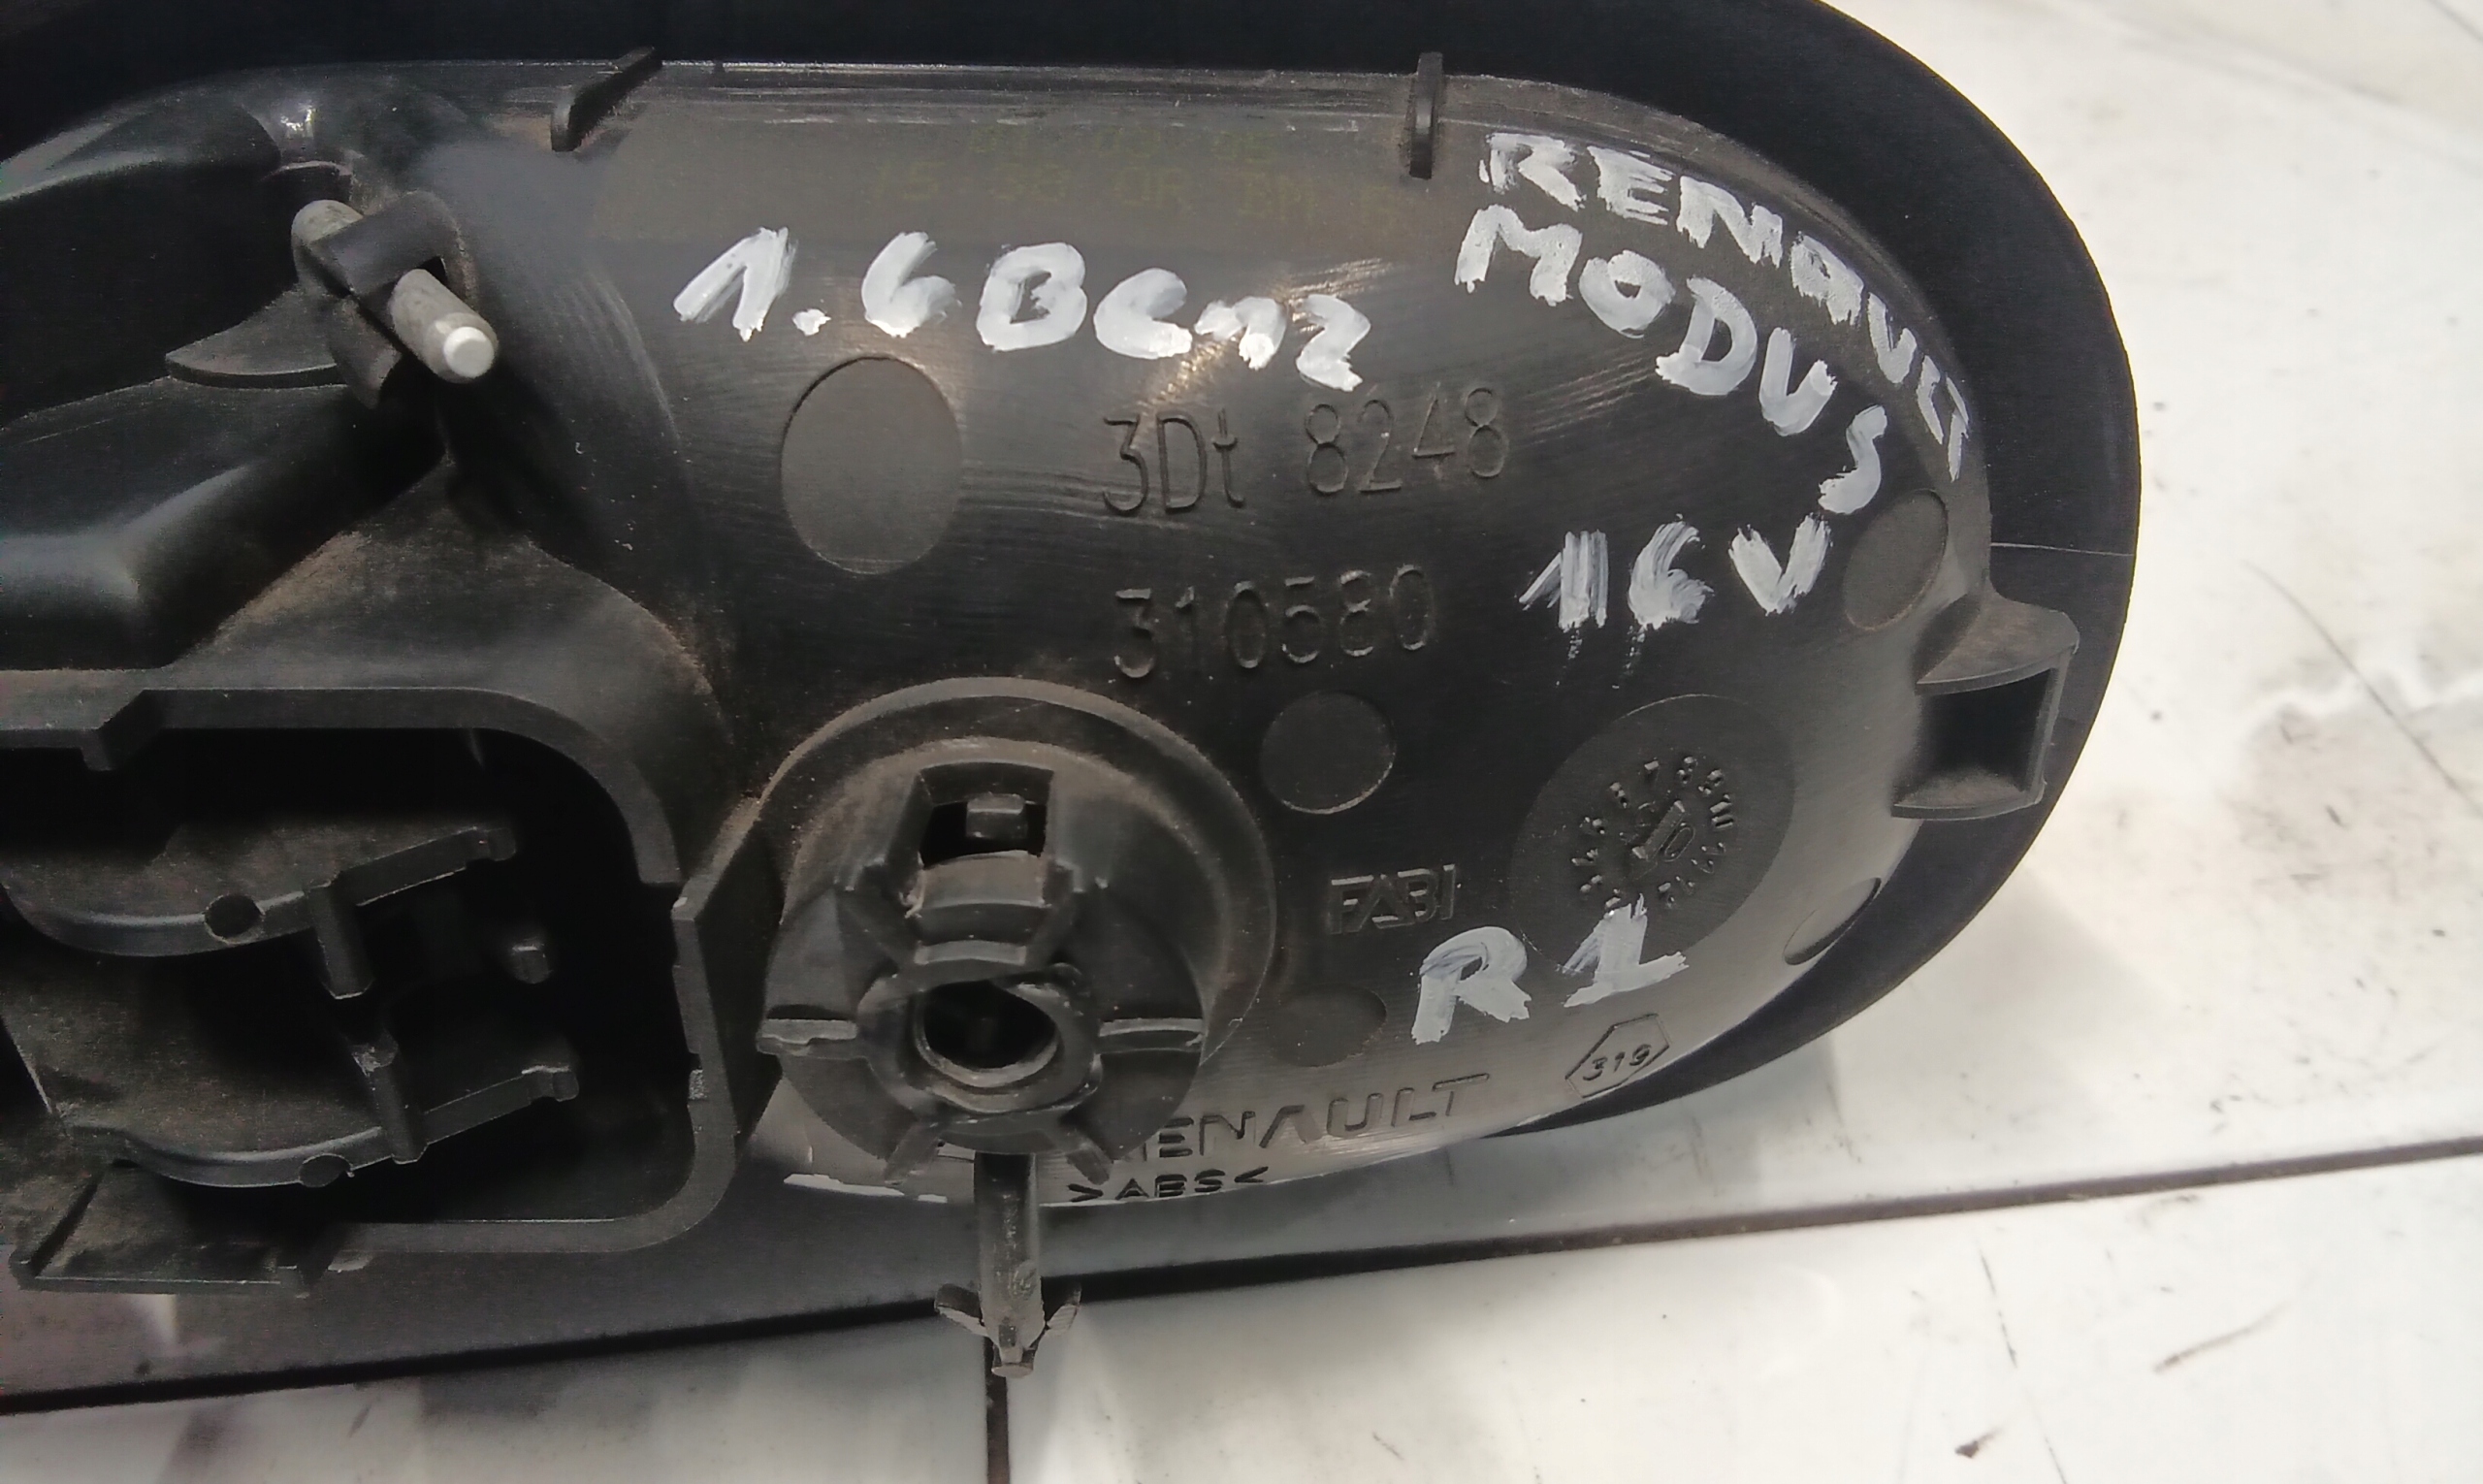 RENAULT
MODUS
1.6Benz
3Dt 8248
16V
310580
FABI
R1
319
RENAULT
>ABS<